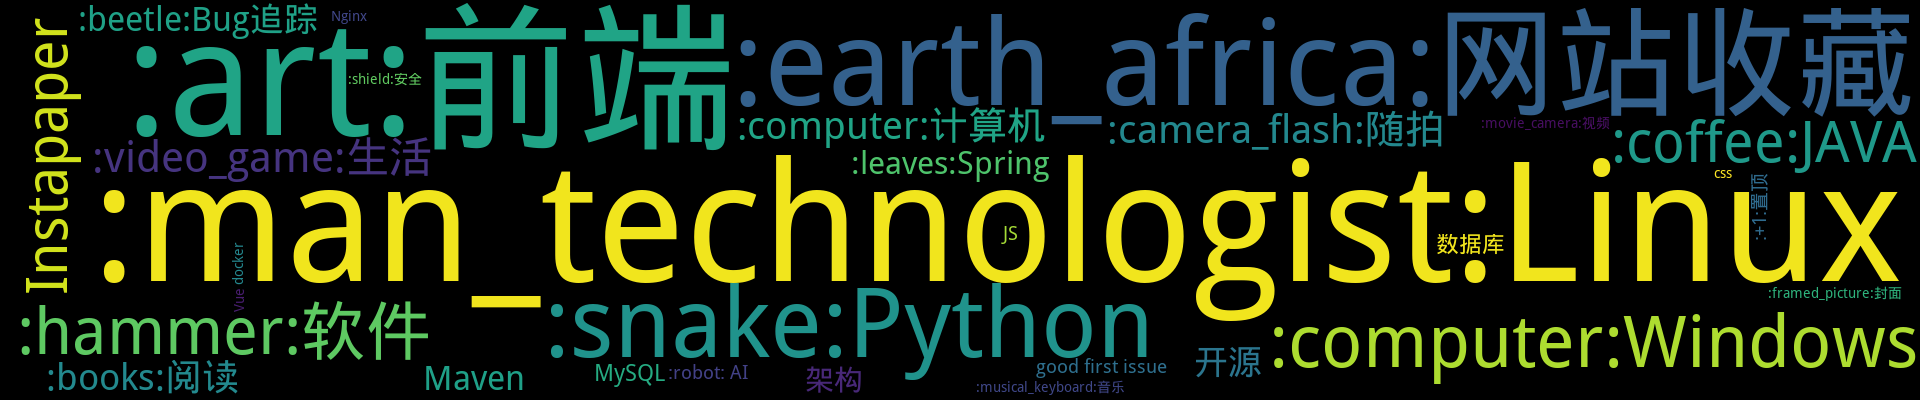 :beetle:Bug追踪
Nginx
:art:前端
:earth_africa:网站收藏
:shield:安全
Instapaper
:computer:计算机
:camera_flash:随拍
:movie_camera:视频
:coffee:JAVA
:video_game:生活
:leaves:Spring
css
:+1:置顶
:man_technologist:Linux
JS
数据库
docker
Vue
:framed_picture:封面
:hammer:软件
:snake:Python
:computer:Windows
:books:阅读
Maven
MySQL
:robot: AI
架构
good first issue
:musical_keyboard:音乐
开源